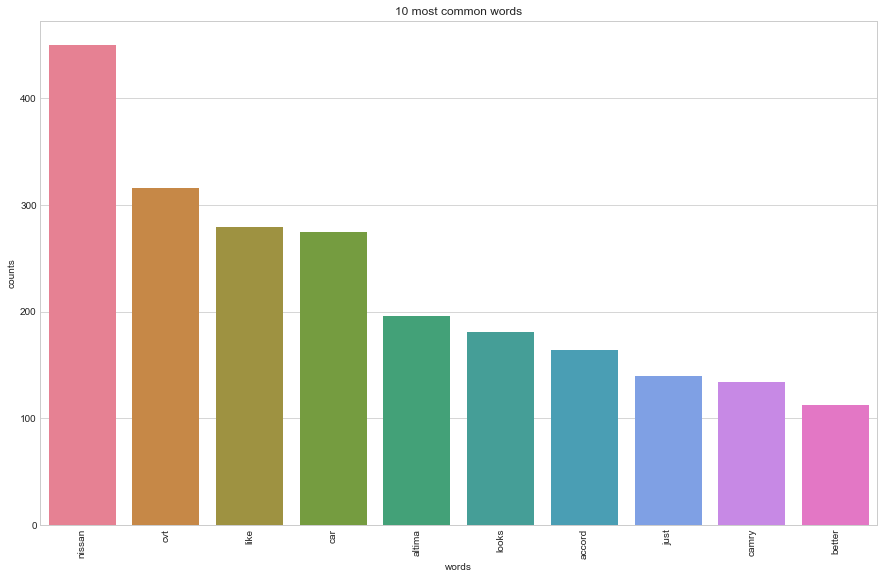 10 most common words
counts
400
300
200
100
0
nissan
cvt
like
car
altima
looks
accord
just
camry
better
words